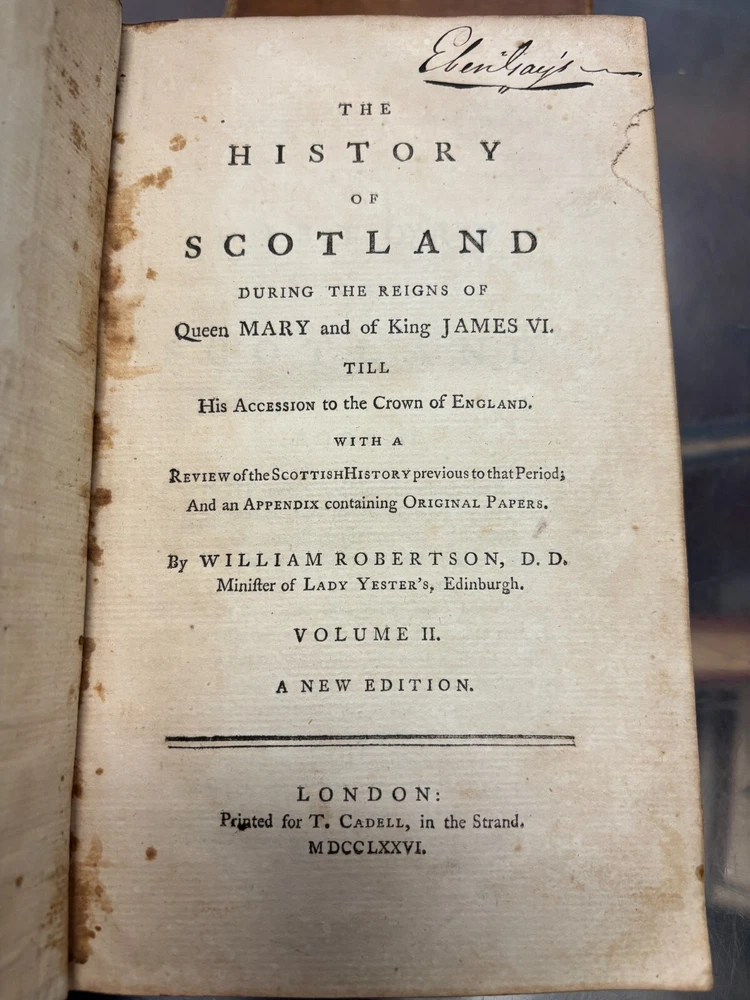 Eben Gay's
THE
HISTORY
OF
SCOTLAND
DURING THE REIGNS OF
Queen MARY and of King JAMES VI.
TILL
His ACCESSION to the Crown of ENGLAND.
WITH A
REVIEW of the SCOTTISH HISTORY previous to that Period;
And an APPENDIX containing ORIGINAL PAPERS.
By WILLIAM ROBERTSON, D. D.
Miniſter of LADY YESTER'S, Edinburgh.
VOLUME II.
A NEW EDITION.
LONDON:
Printed for T. CADELL, in the Strand.
MDCCLXXVI.